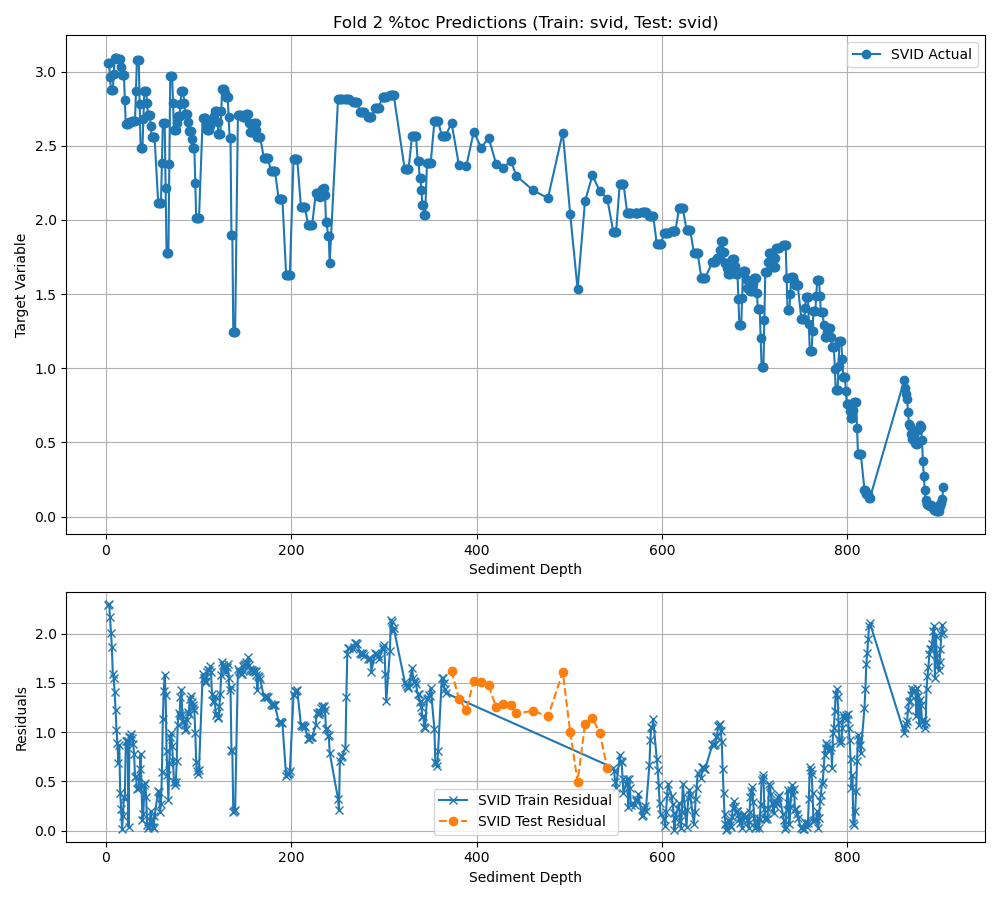 Fold 2 %toc Predictions (Train: svid, Test: svid)
SVID Actual
Target Variable
3.0
2.5
2.0
1.5
1.0
0.5
0.0
0 200 400 600 800
Sediment Depth
Residuals
2.0
1.5
1.0
0.5
0.0
SVID Train Residual
SVID Test Residual
0 200 400 600 800
Sediment Depth